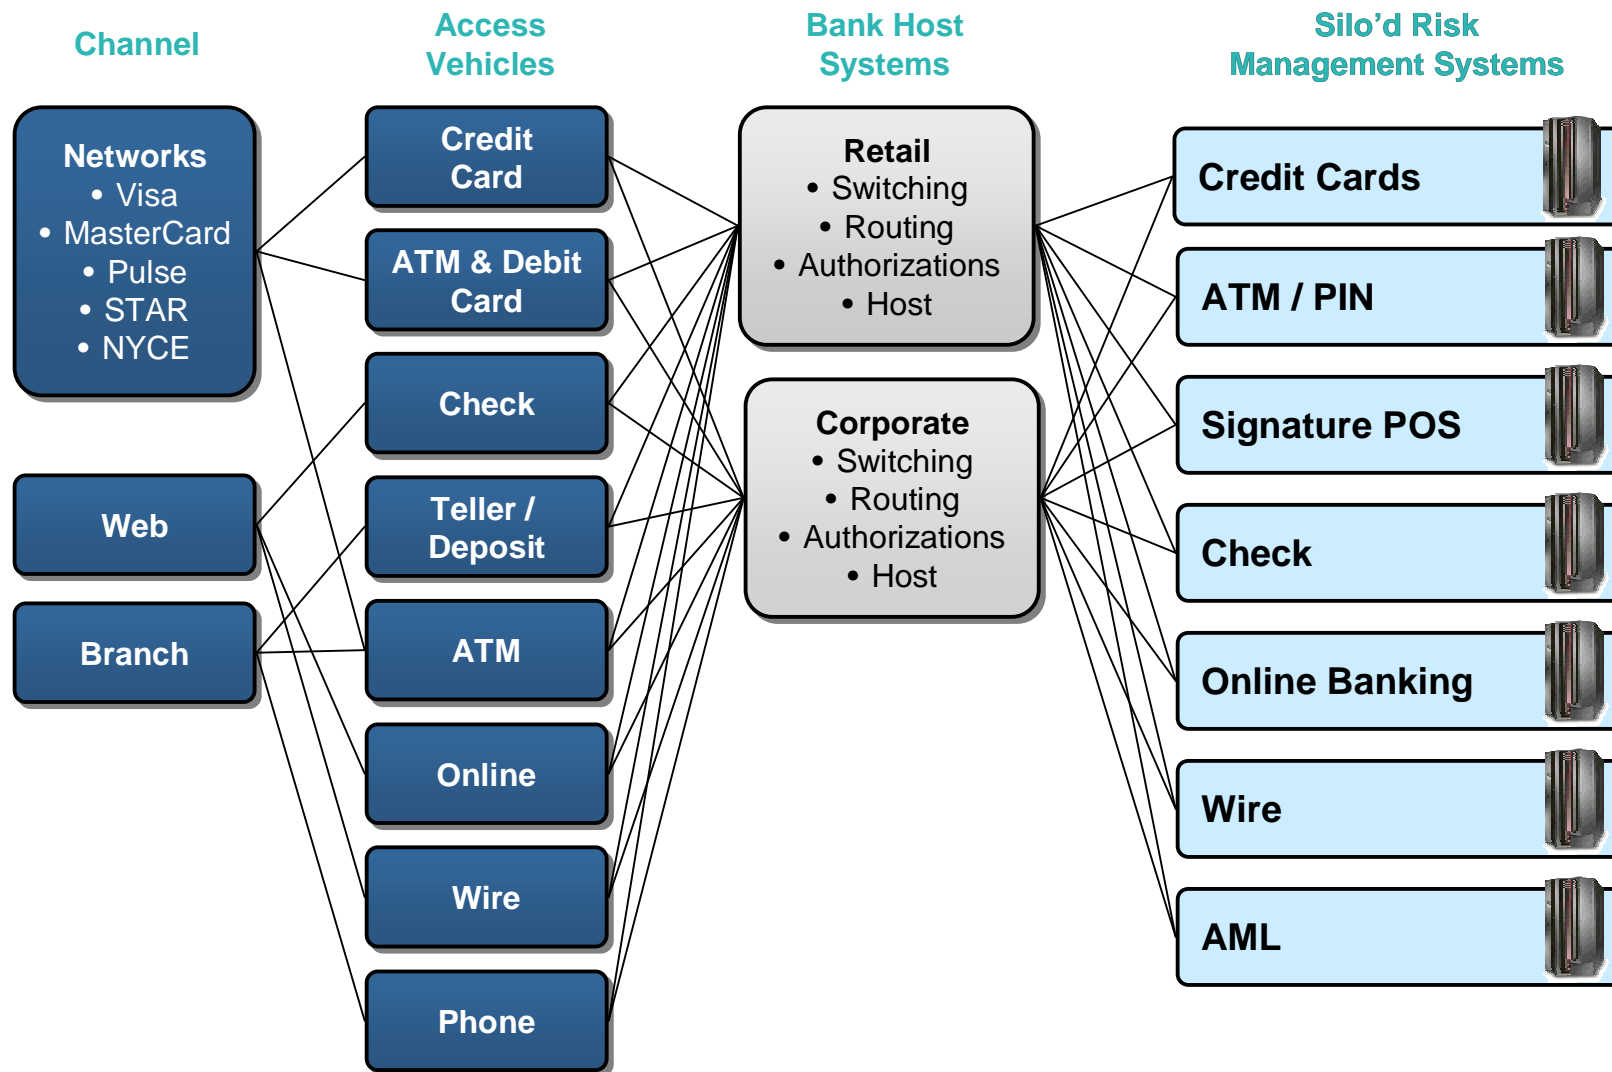 Channel
Access
Vehicles
Bank Host
Systems
Silo’d Risk
Management Systems
Networks
• Visa
• MasterCard
• Pulse
• STAR
• NYCE
Web
Branch
Credit
Card
ATM & Debit
Card
Check
Teller /
Deposit
ATM
Online
Wire
Phone
Retail
• Switching
• Routing
• Authorizations
• Host
Corporate
• Switching
• Routing
• Authorizations
• Host
Credit Cards
ATM / PIN
Signature POS
Check
Online Banking
Wire
AML